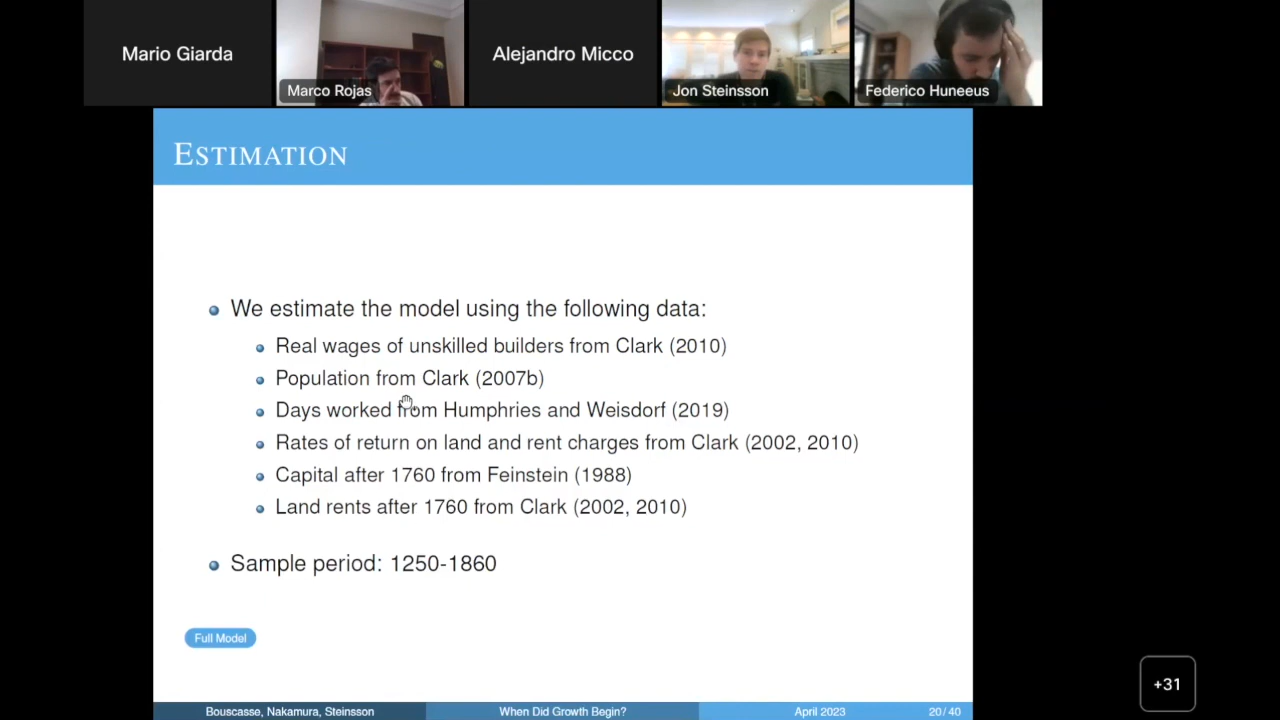 Mario Giarda
Marco Rojas
Alejandro Micco
Jon Steinsson
Federico Huneeus
ESTIMATION
We estimate the model using the following data:
Real wages of unskilled builders from Clark (2010)
Population from Clark (2007b)
Days worked from Humphries and Weisdorf (2019)
Rates of return on land and rent charges from Clark (2002, 2010)
Capital after 1760 from Feinstein (1988)
Land rents after 1760 from Clark (2002, 2010)
Sample period: 1250-1860
Full Model
+31
Bouscasse, Nakamura, Steinsson When Did Growth Begin? April 2023 20/40